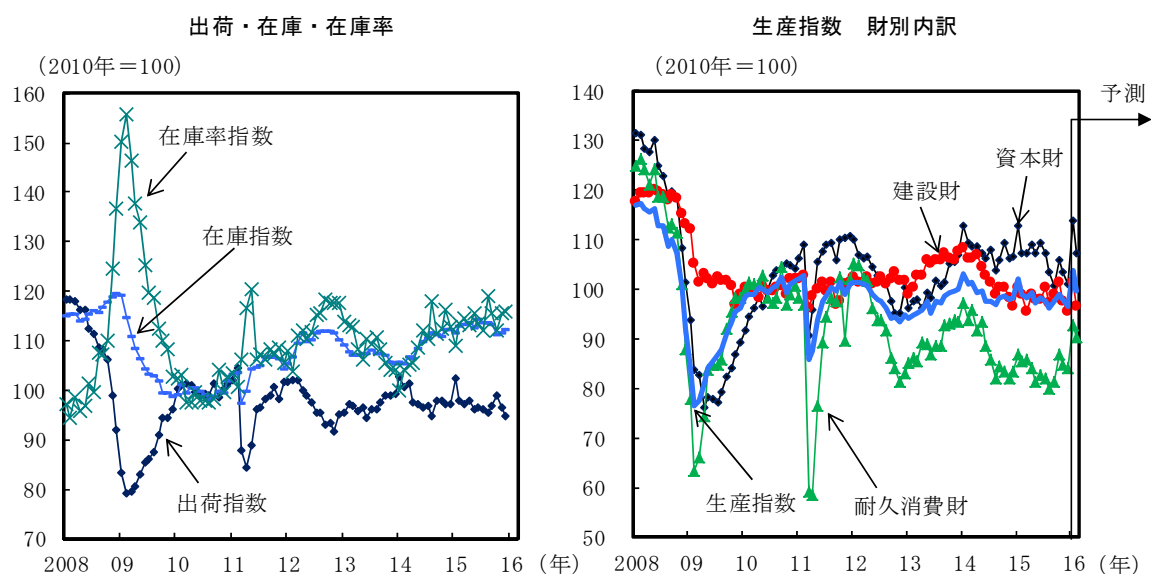 出荷・在庫・在庫率
(2010年＝100)
160
150
140
130
120
110
100
90
80
70
在庫率指数
在庫指数
出荷指数
2008 09 10 11 12 13 14 15 16 (年)
生産指数　財別内訳
(2010年＝100)
予測
140
130
120
110
100
90
80
70
60
50
資本財
建設財
生産指数
耐久消費財
2008 09 10 11 12 13 14 15 16 (年)